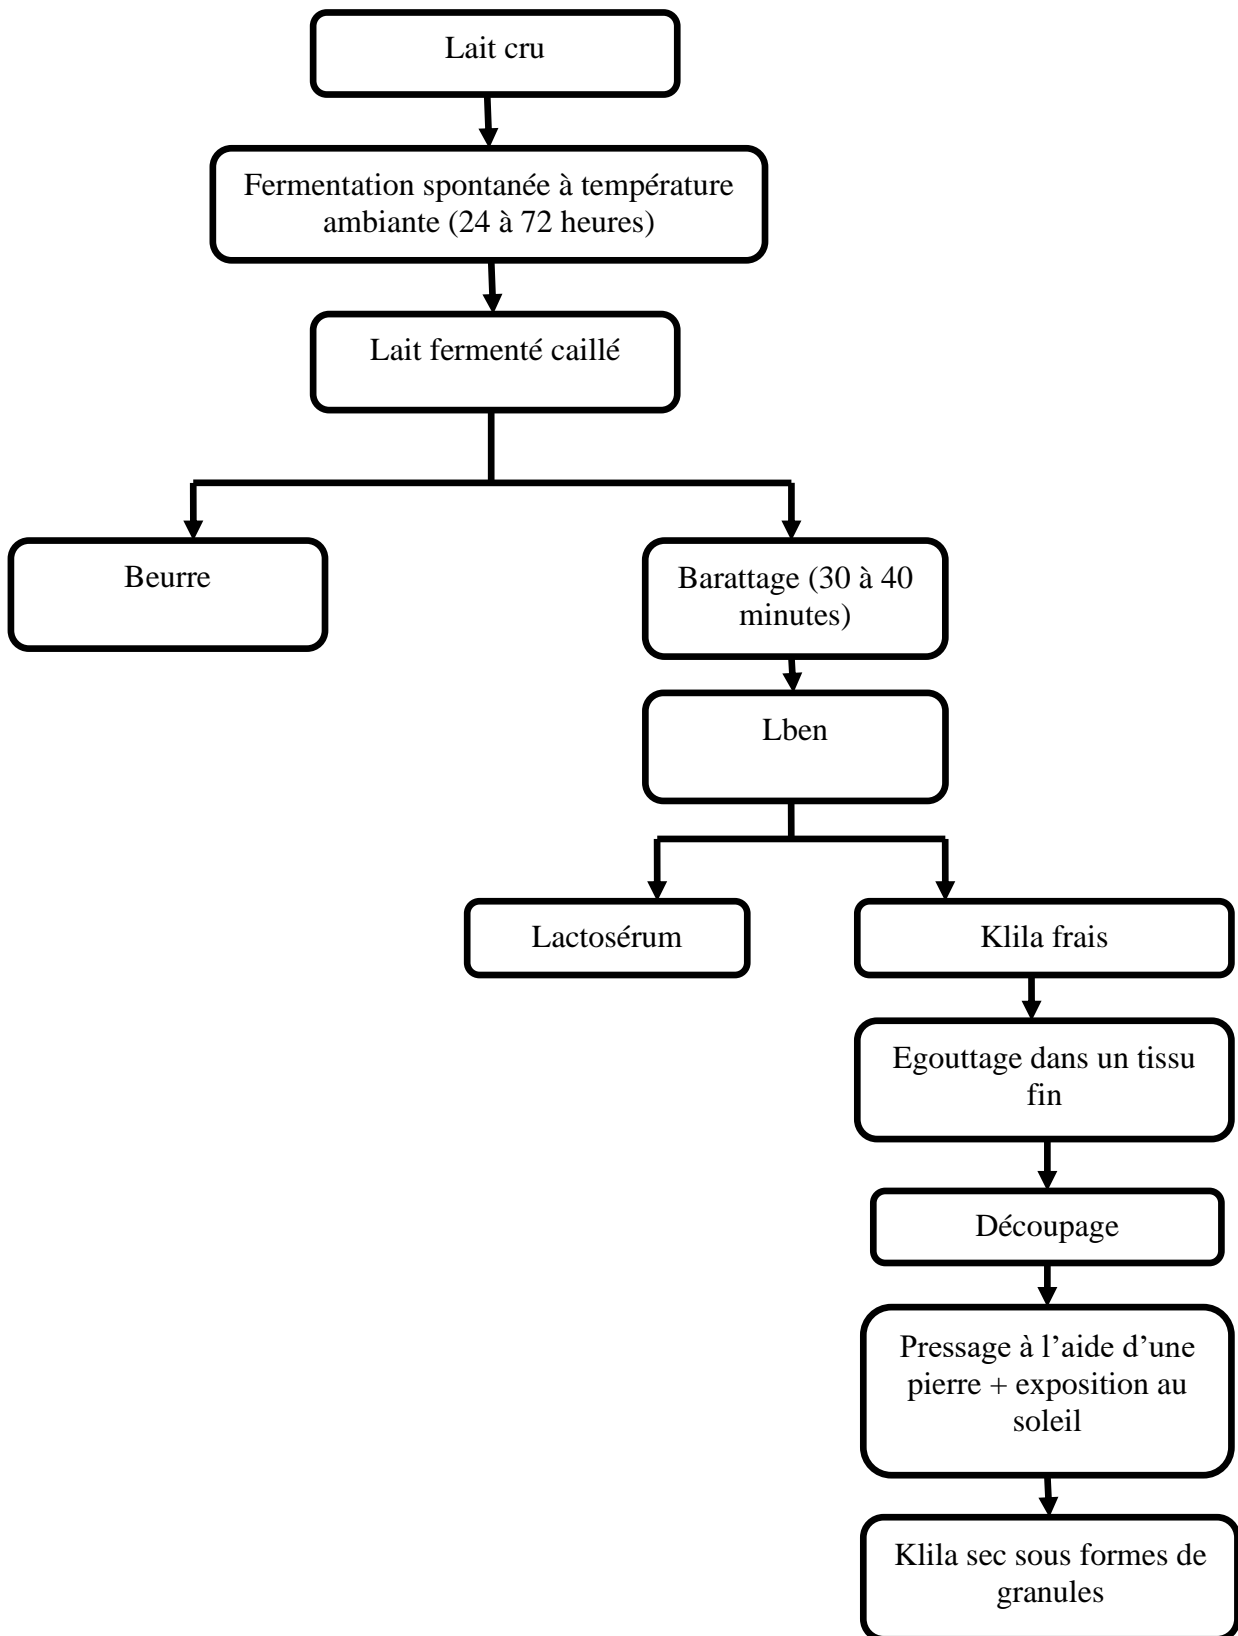 Lait cru
Fermentation spontanée à température
ambiante (24 à 72 heures)
Lait fermenté caillé
Beurre
Barattage (30 à 40
minutes)
Lben
Lactosérum
Klila frais
Egouttage dans un tissu
fin
Découpage
Pressage à l’aide d’une
pierre + exposition au
soleil
Klila sec sous formes de
granules